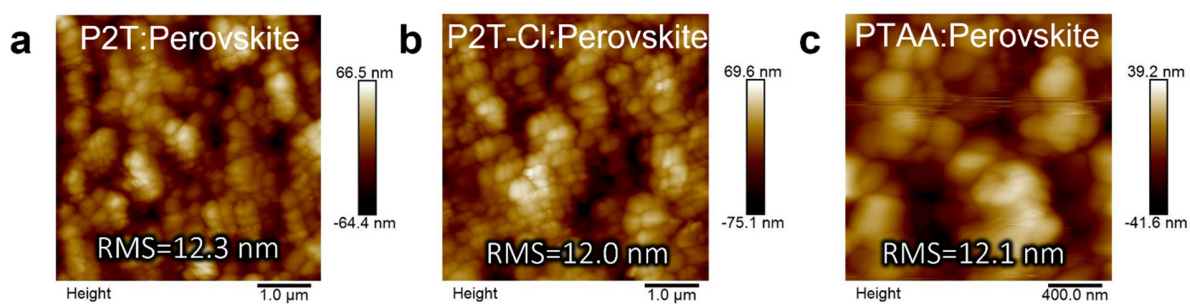 a
P2T:Perovskite
66.5 nm
-64.4 nm
RMS=12.3 nm
Height
1.0 µm
b
P2T-Cl:Perovskite
69.6 nm
-75.1 nm
RMS=12.0 nm
Height
1.0 µm
c
PTAA:Perovskite
39.2 nm
-41.6 nm
RMS=12.1 nm
Height
400.0 nm